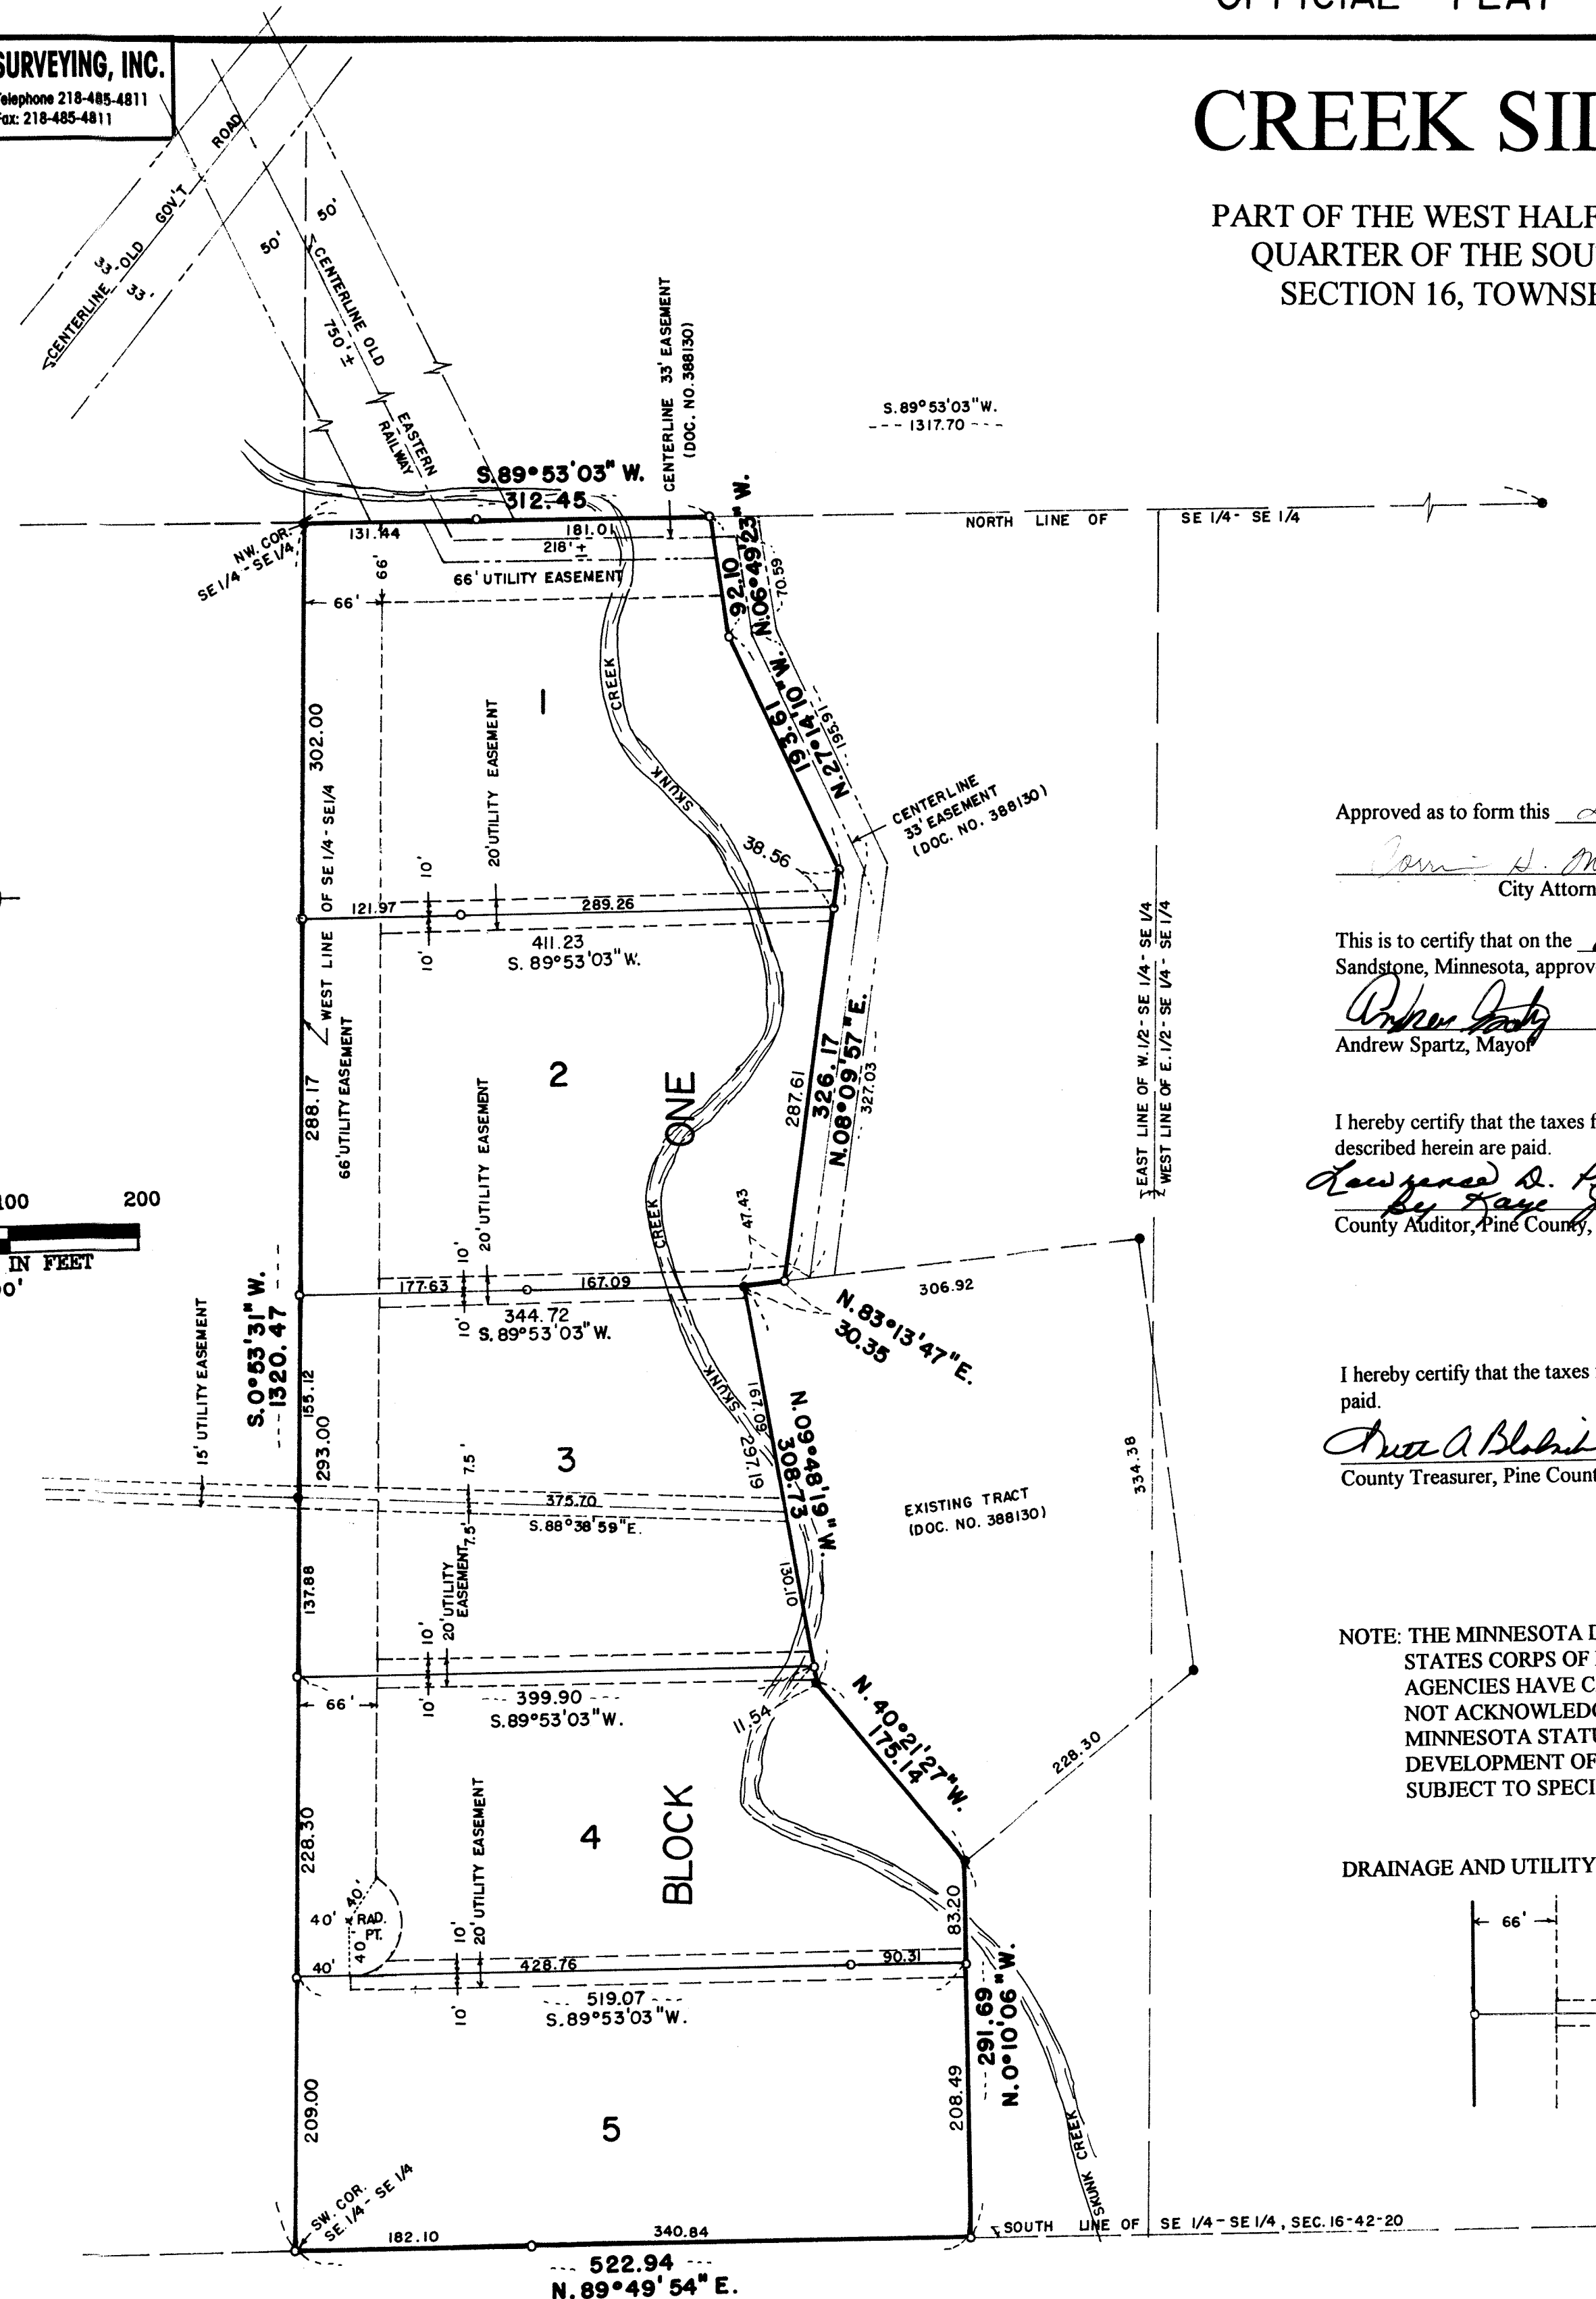 OFFICIAL PLAT
SURVEYING, INC.
Telephone 218-485-4811
Fax: 218-485-4811
CREEK SID
PART OF THE WEST HALF
QUARTER OF THE SOU
SECTION 16, TOWNSH
CENTERLINE OLD GOV'T ROAD
33'
33'
50'
50'
CENTERLINE OLD
EASTERN
RAILWAY
750'±
CENTERLINE 33' EASEMENT
(DOC. NO. 388130)
S.89°53'03"W.
--- 1317.70 ---
S.89°53'03" W.
312.45
NW. COR.
SE 1/4 - SE 1/4
131.44
181.01
218'±
66' UTILITY EASEMENT
66'
66'
NORTH LINE OF SE 1/4 - SE 1/4
92.10
N.06°49'23" W.
70.59
193.61
N.27°14'10" W.
195.91
1
CREEK
SKUNK
302.00
WEST LINE OF SE 1/4 - SE1/4
20' UTILITY EASEMENT
CENTERLINE
33' EASEMENT
(DOC. NO. 388130)
38.56
10'
121.97
289.26
411.23
S. 89°53'03"W.
10'
66' UTILITY EASEMENT
288.17
2
ONE
287.61
326.17
N.08°09'57"E.
327.03
EAST LINE OF W.1/2 - SE 1/4 - SE 1/4
WEST LINE OF E.1/2 - SE 1/4 - SE 1/4
100 200
IN FEET
00'
20' UTILITY EASEMENT
CREEK
47.43
10'
177.63
167.09
344.72
S.89°53'03"W.
10'
306.92
N.83°13'47"E.
30.35
S.0°53'31" W.
1320.47
15' UTILITY EASEMENT
155.12
293.00
SKUNK
167.09
297.19
N.09°48'19"W.
308.73
3
7.5'
375.70
S.88°38'59"E.
7.5'
130.10
EXISTING TRACT
(DOC. NO. 388130)
334.38
137.88
20' UTILITY
EASEMENT
10'
399.90
S.89°53'03"W.
10'
66'
11.54
N. 40°21'27"W.
175.14
228.30
228.30
4
BLOCK
20' UTILITY EASEMENT
40'
40'
RAD.
PT.
40'
40'
10'
428.76
90.31
519.07
S.89°53'03"W.
10'
83.20
291.69
N.0°10'06"W.
208.49
209.00
5
SKUNK CREEK
SW. COR.
SE.1/4 - SE 1/4
182.10
340.84
522.94
N.89°49'54"E.
SOUTH LINE OF SE 1/4 - SE 1/4, SEC. 16-42-20
Approved as to form this
City Attorn
This is to certify that on the
Sandstone, Minnesota, approv
Andrew Spartz, Mayor
I hereby certify that the taxes f
described herein are paid.
Lawrence D.
By Kaye
County Auditor, Pine County,
I hereby certify that the taxes
paid.
County Treasurer, Pine Count
NOTE: THE MINNESOTA D
STATES CORPS OF
AGENCIES HAVE C
NOT ACKNOWLEDG
MINNESOTA STATU
DEVELOPMENT OF
SUBJECT TO SPECI
DRAINAGE AND UTILITY
66'